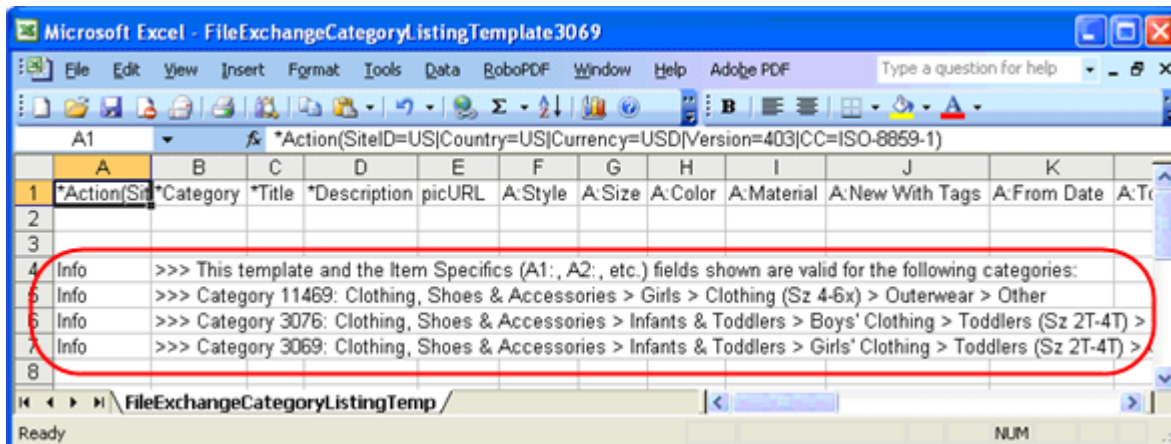 Microsoft Excel - FileExchangeCategoryListingTemplate3069
File Edit View Insert Format Tools Data RoboPDF Window Help Adobe PDF Type a question for help
A1 fx *Action(SiteID=US|Country=US|Currency=USD|Version=403|CC=ISO-8859-1)
A B C D E F G H I J K
1 *Action(Sit *Category *Title *Description picURL A:Style A:Size A:Color A:Material A:New With Tags A:From Date A:To
2
3
4 Info >>> This template and the Item Specifics (A1:, A2:, etc.) fields shown are valid for the following categories:
5 Info >>> Category 11469: Clothing, Shoes & Accessories > Girls > Clothing (Sz 4-6x) > Outerwear > Other
6 Info >>> Category 3076: Clothing, Shoes & Accessories > Infants & Toddlers > Boys' Clothing > Toddlers (Sz 2T-4T) >
7 Info >>> Category 3069: Clothing, Shoes & Accessories > Infants & Toddlers > Girls' Clothing > Toddlers (Sz 2T-4T) >
8
FileExchangeCategoryListingTemp
Ready NUM